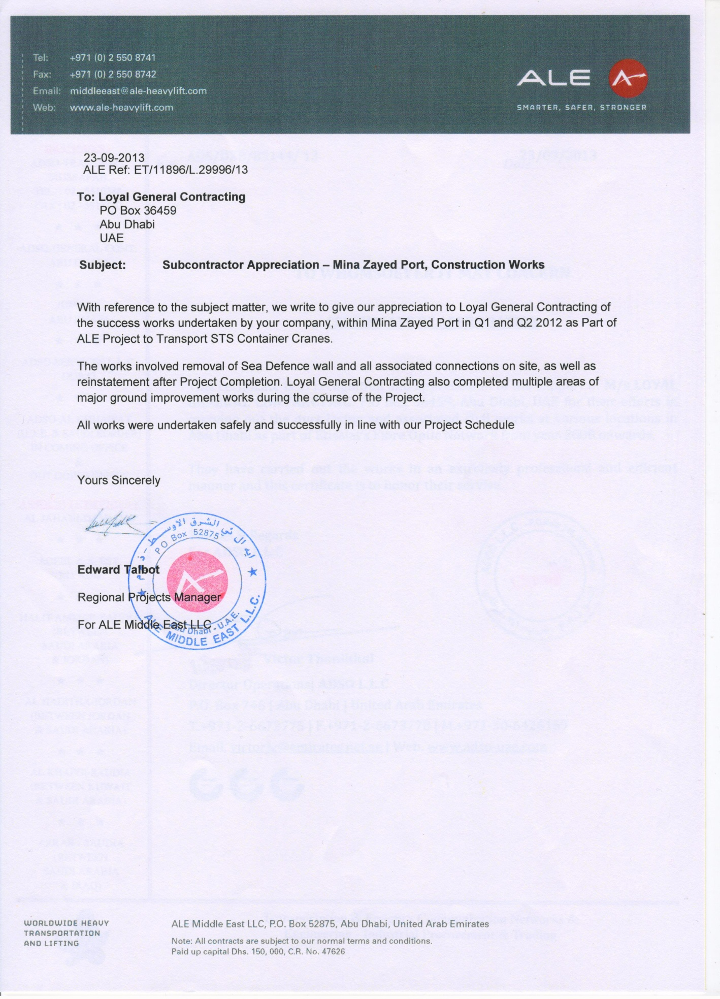 Tel: +971 (0) 2 550 8741
Fax: +971 (0) 2 550 8742
Email: middleeast@ale-heavylift.com
Web: www.ale-heavylift.com
ALE
SMARTER, SAFER, STRONGER
23-09-2013
ALE Ref: ET/11896/L.29996/13
To: Loyal General Contracting
PO Box 36459
Abu Dhabi
UAE
Subject: Subcontractor Appreciation – Mina Zayed Port, Construction Works
With reference to the subject matter, we write to give our appreciation to Loyal General Contracting of
the success works undertaken by your company, within Mina Zayed Port in Q1 and Q2 2012 as Part of
ALE Project to Transport STS Container Cranes.
The works involved removal of Sea Defence wall and all associated connections on site, as well as
reinstatement after Project Completion. Loyal General Contracting also completed multiple areas of
major ground improvement works during the course of the Project.
All works were undertaken safely and successfully in line with our Project Schedule
Yours Sincerely
ايه ال ئي الشرق الاوسط - ذ م م
PO Box 52875
Edward Talbot
Regional Projects Manager
For ALE Middle East LLC
Abu Dhabi - U.A.E.
ALE MIDDLE EAST L.L.C.
WORLDWIDE HEAVY
TRANSPORTATION
AND LIFTING
ALE Middle East LLC, P.O. Box 52875, Abu Dhabi, United Arab Emirates
Note: All contracts are subject to our normal terms and conditions.
Paid up capital Dhs. 150, 000, C.R. No. 47626